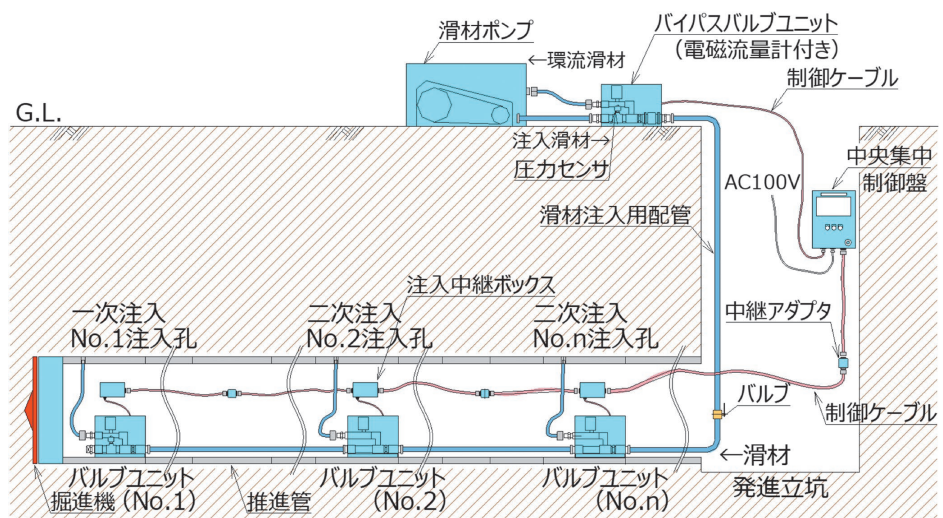 滑材ポンプ
バイパスバルブユニット
（電磁流量計付き）
←環流滑材
制御ケーブル
G.L.
注入滑材→
圧力センサ
中央集中
制御盤
AC100V
滑材注入用配管
注入中継ボックス
一次注入
No.1注入孔
二次注入
No.2注入孔
二次注入
No.n注入孔
中継アダプタ
バルブ
制御ケーブル
←滑材
発進立坑
バルブユニット
（No.1）
バルブユニット
（No.2）
バルブユニット
（No.n）
掘進機
推進管